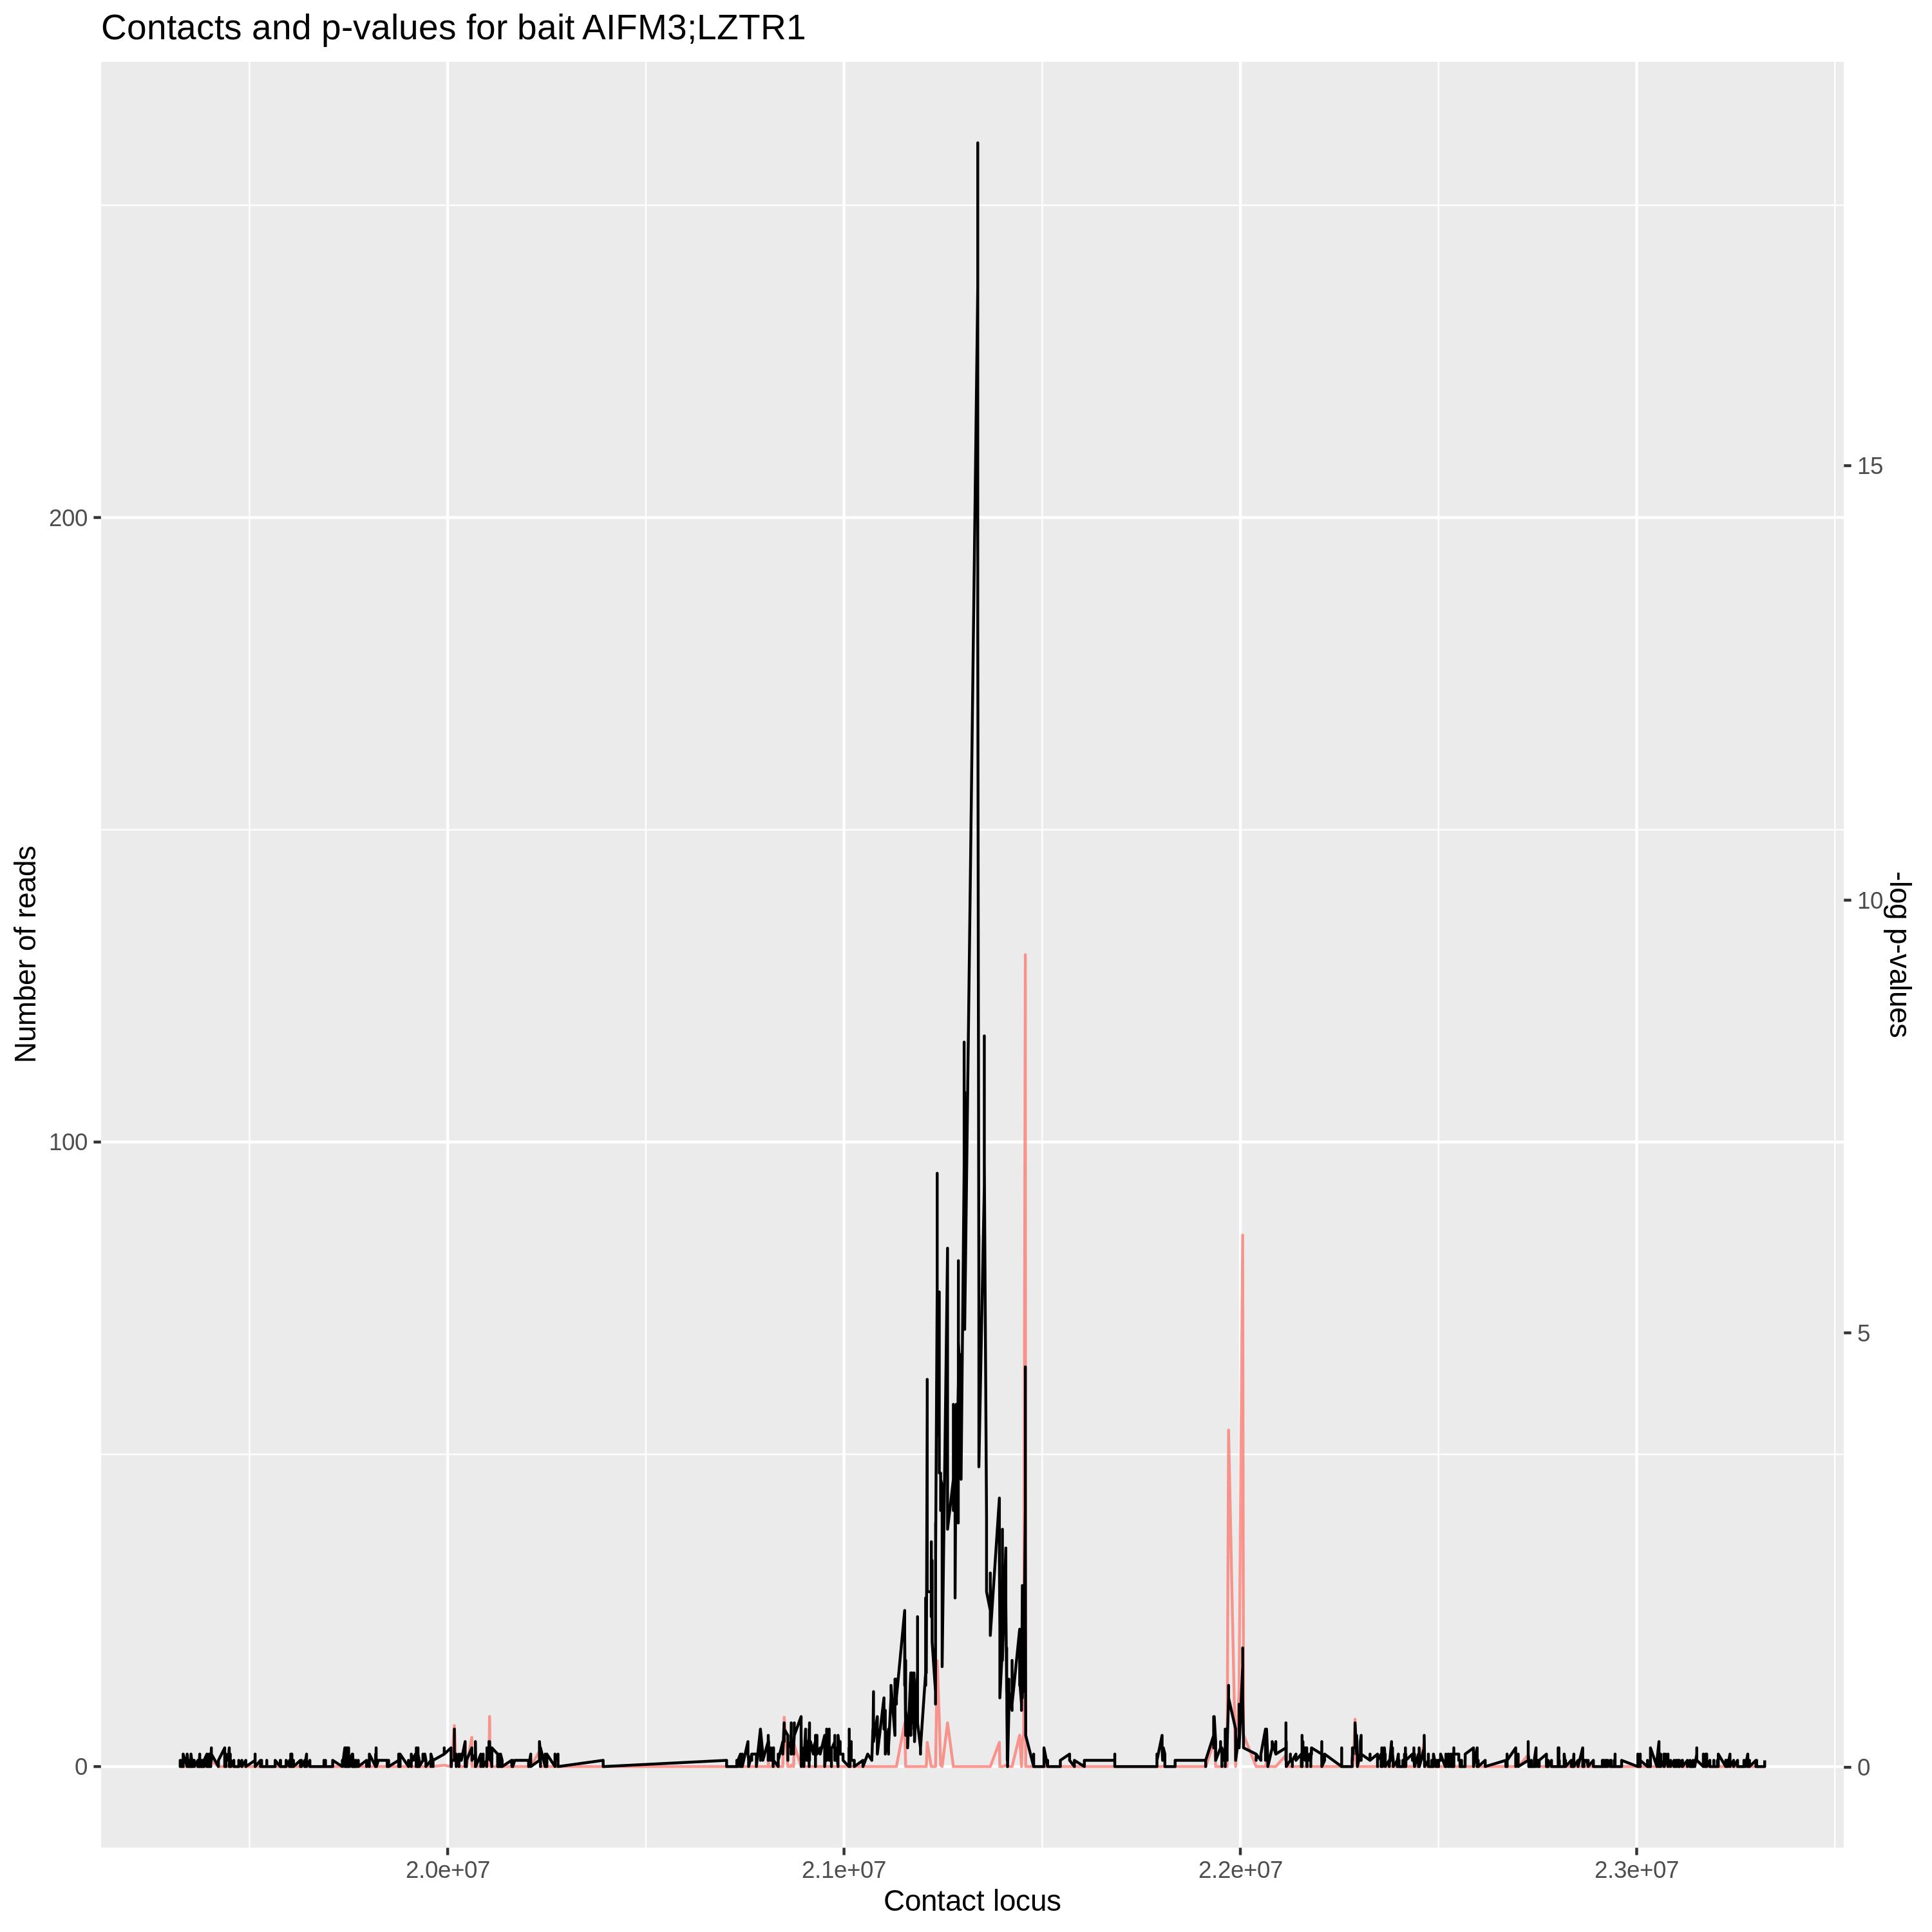 Contacts and p-values for bait AIFM3;LZTR1
Number of reads
200
100
0
15
10
5
0
-log p-values
2.0e+07 2.1e+07 2.2e+07 2.3e+07
Contact locus